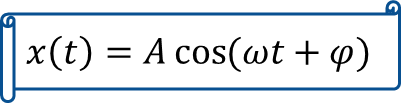 x(t) = A cos(ωt + φ)